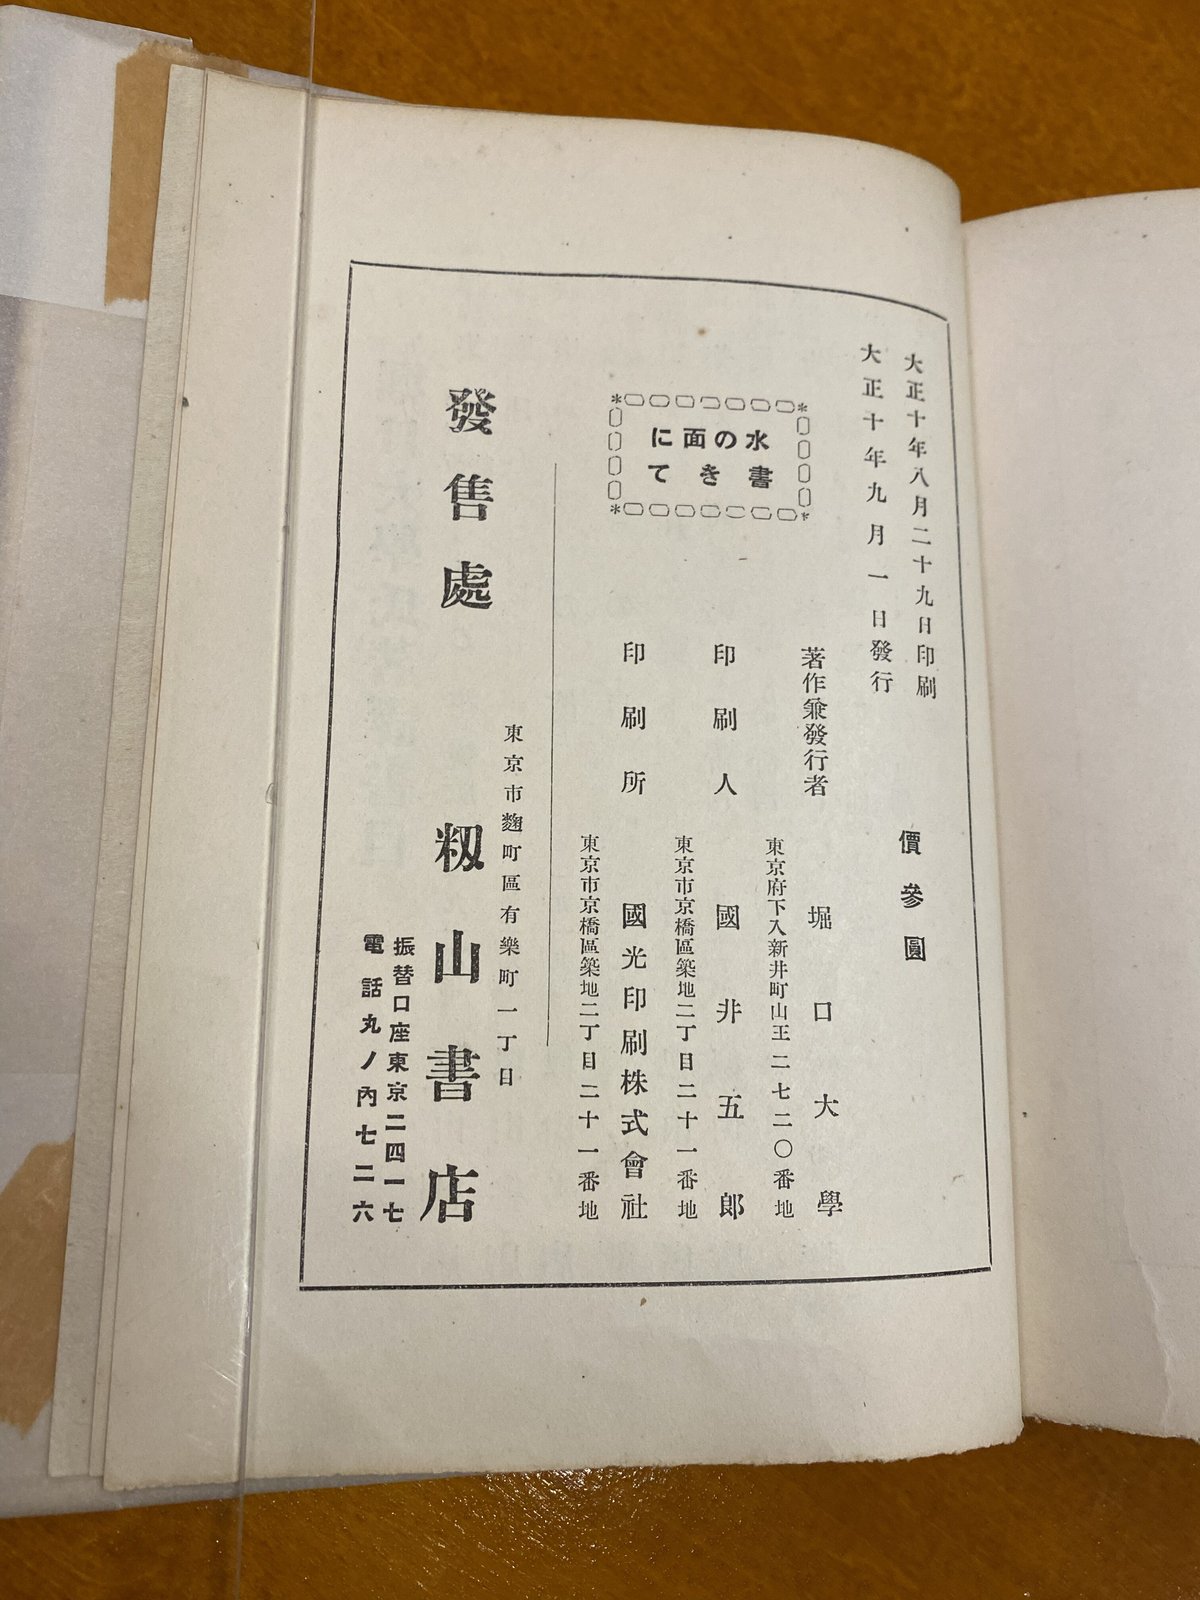 大正十年八月二十九日印刷
大正十年九月一日發行
價參圓
水の面に
書きて
著作兼發行者
堀口大學
東京府下入新井町山王二七二〇番地
印刷人
國井五郎
東京市京橋區築地二丁目二十一番地
印刷所
國光印刷株式會社
東京市京橋區築地二丁目二十一番地
發售處
東京市麴町區有樂町一丁目
籾山書店
振替口座東京二四一七
電話丸ノ內七二六